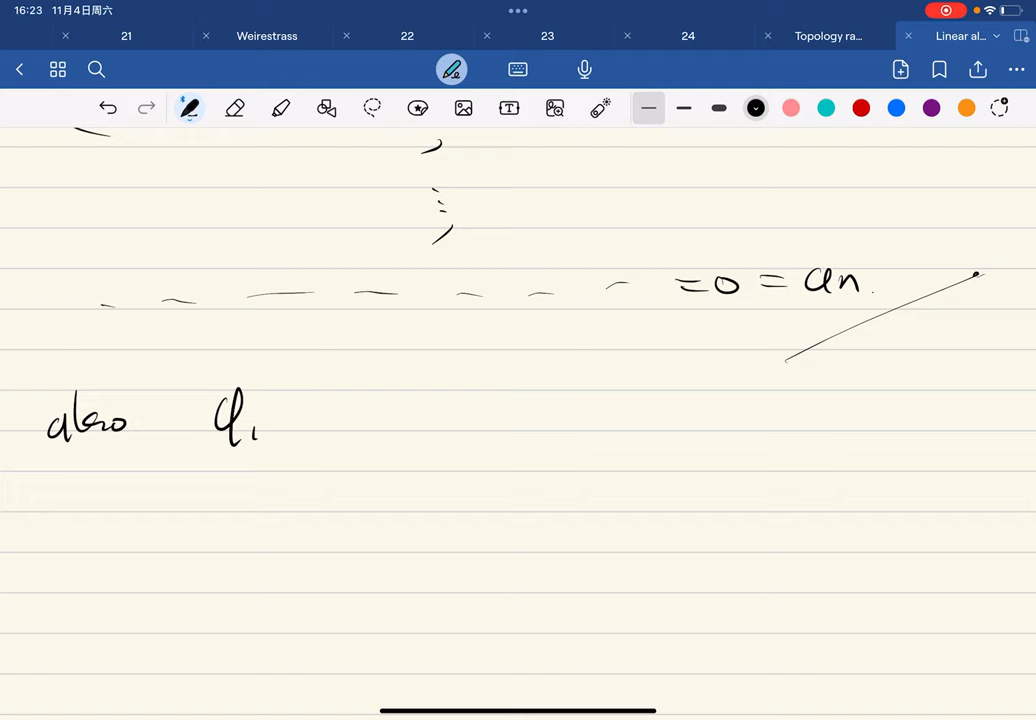 16:23 11月4日周六
21 Weirestrass 22 23 24 Topology ra... Linear al...
=0 = an.
also φ₁